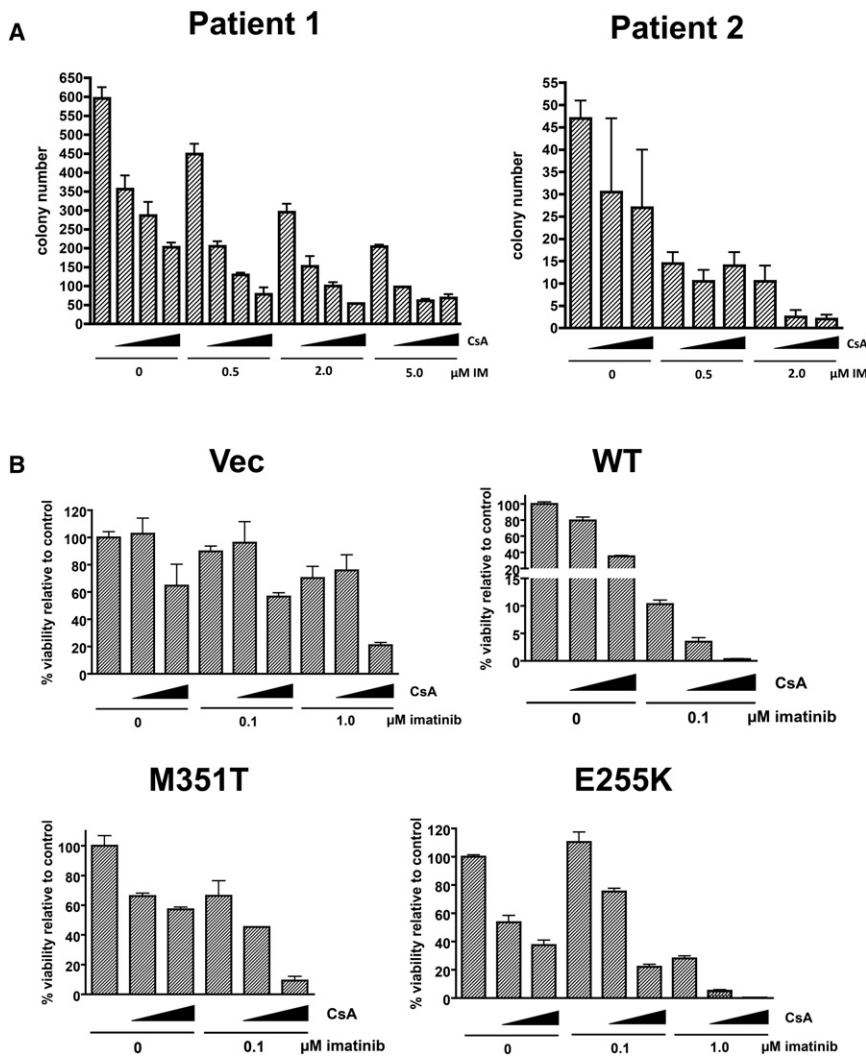 A
Patient 1
Patient 2
colony number
650
600
550
500
450
400
350
300
250
200
150
100
50
0
CsA
0 0.5 2.0 5.0 µM IM
colony number
55
50
45
40
35
30
25
20
15
10
5
0
CsA
0 0.5 2.0 µM IM
B
Vec
WT
% viability relative to control
120
100
80
60
40
20
0
CsA
0 0.1 1.0 µM imatinib
% viability relative to control
100
80
60
40
20
15
10
5
0
CsA
0 0.1 µM imatinib
M351T
E255K
% viability relative to control
100
80
60
40
20
0
CsA
0 0.1 µM imatinib
% viability relative to control
120
100
80
60
40
20
0
CsA
0 0.1 1.0 µM imatinib